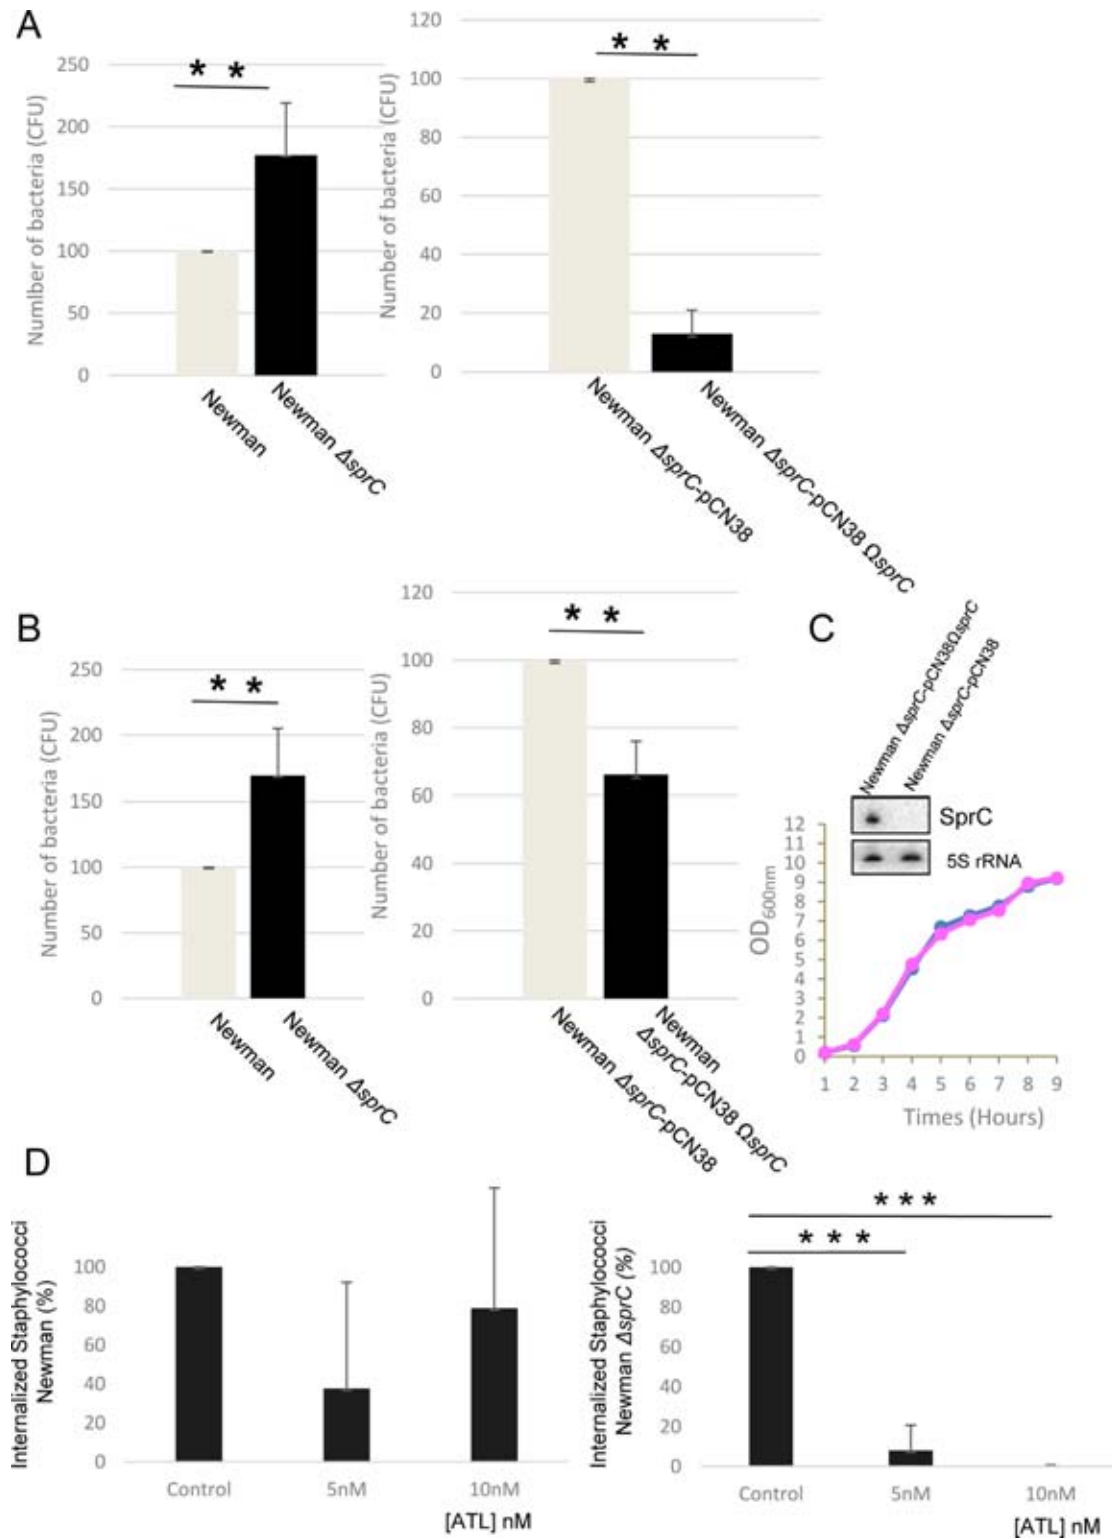 A
Number of bacteria (CFU)
250
200
150
100
50
0
* *
Newman
Newman ΔsprC
Number of bacteria (CFU)
120
100
80
60
40
20
0
* *
Newman ΔsprC-pCN38
Newman ΔsprC-pCN38 ΩsprC
B
Number of bacteria (CFU)
250
200
150
100
50
0
* *
Newman
Newman ΔsprC
Number of bacteria (CFU)
120
100
80
60
40
20
0
* *
Newman ΔsprC-pCN38
Newman
ΔsprC-pCN38 ΩsprC
C
Newman ΔsprC-pCN38ΩsprC
Newman ΔsprC-pCN38
SprC
5S rRNA
OD600nm
12
11
10
9
8
7
6
5
4
3
2
1
0
1 2 3 4 5 6 7 8 9
Times (Hours)
D
Internalized Staphylococci
Newman (%)
100
80
60
40
20
0
Control 5nM 10nM
[ATL] nM
Internalized Staphylococci
Newman ΔsprC (%)
100
80
60
40
20
0
* * *
* * *
Control 5nM 10nM
[ATL] nM